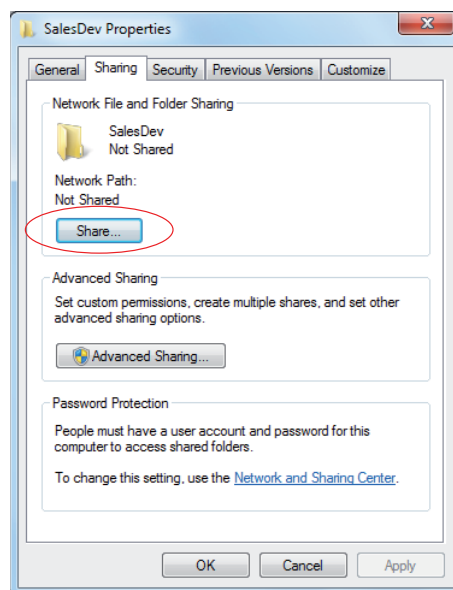 SalesDev Properties
General Sharing Security Previous Versions Customize
Network File and Folder Sharing
SalesDev
Not Shared
Network Path:
Not Shared
Share...
Advanced Sharing
Set custom permissions, create multiple shares, and set other
advanced sharing options.
Advanced Sharing...
Password Protection
People must have a user account and password for this
computer to access shared folders.
To change this setting, use the Network and Sharing Center.
OK Cancel Apply